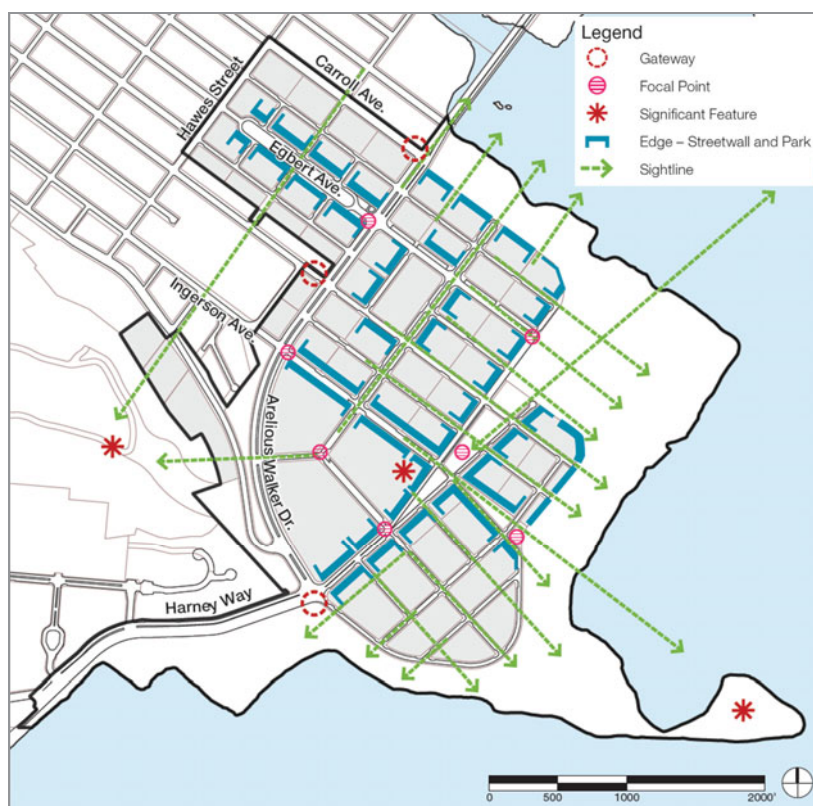 Legend
Gateway
Focal Point
Significant Feature
Edge – Streetwall and Park
Sightline
Carroll Ave.
Hawes Street
Egbert Ave.
Ingerson Ave.
Arelious Walker Dr.
Harney Way
0 500 1000 2000'